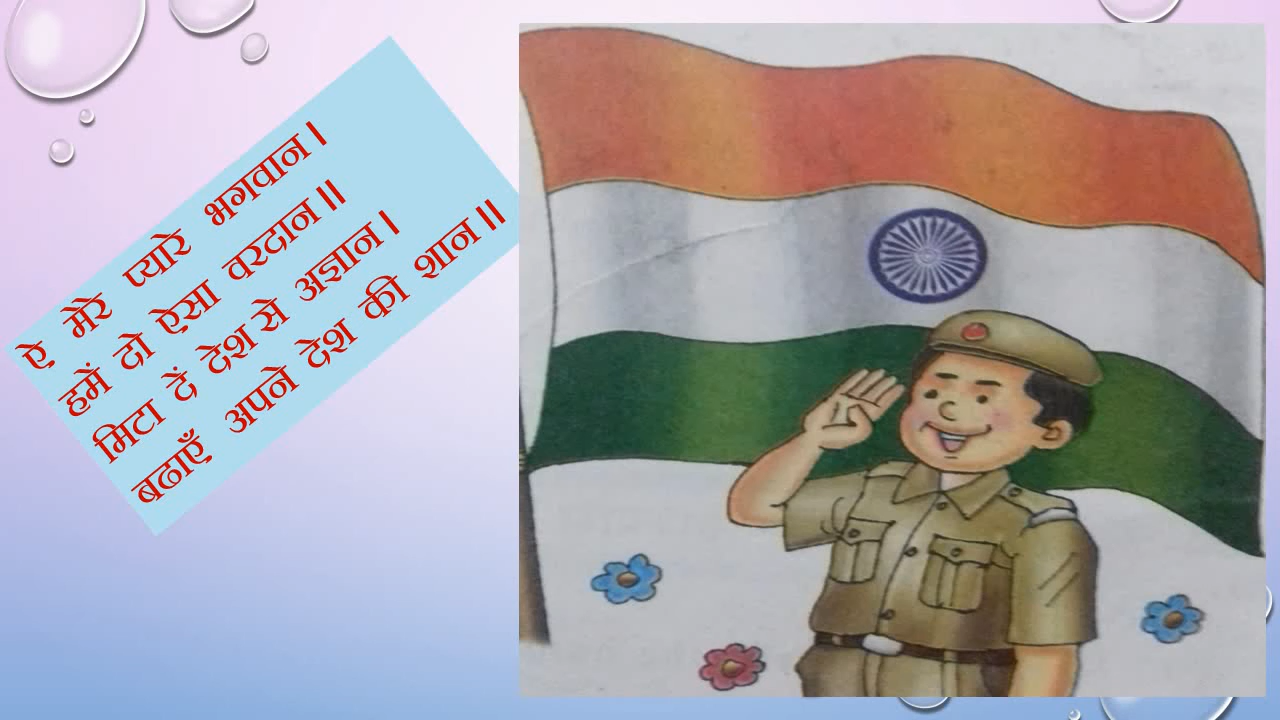 ऐ मेरे प्यारे भगवान।
हमें दो ऐसा वरदान॥
मिटा दें देश से अज्ञान।
बढाएँ अपने देश की शान॥